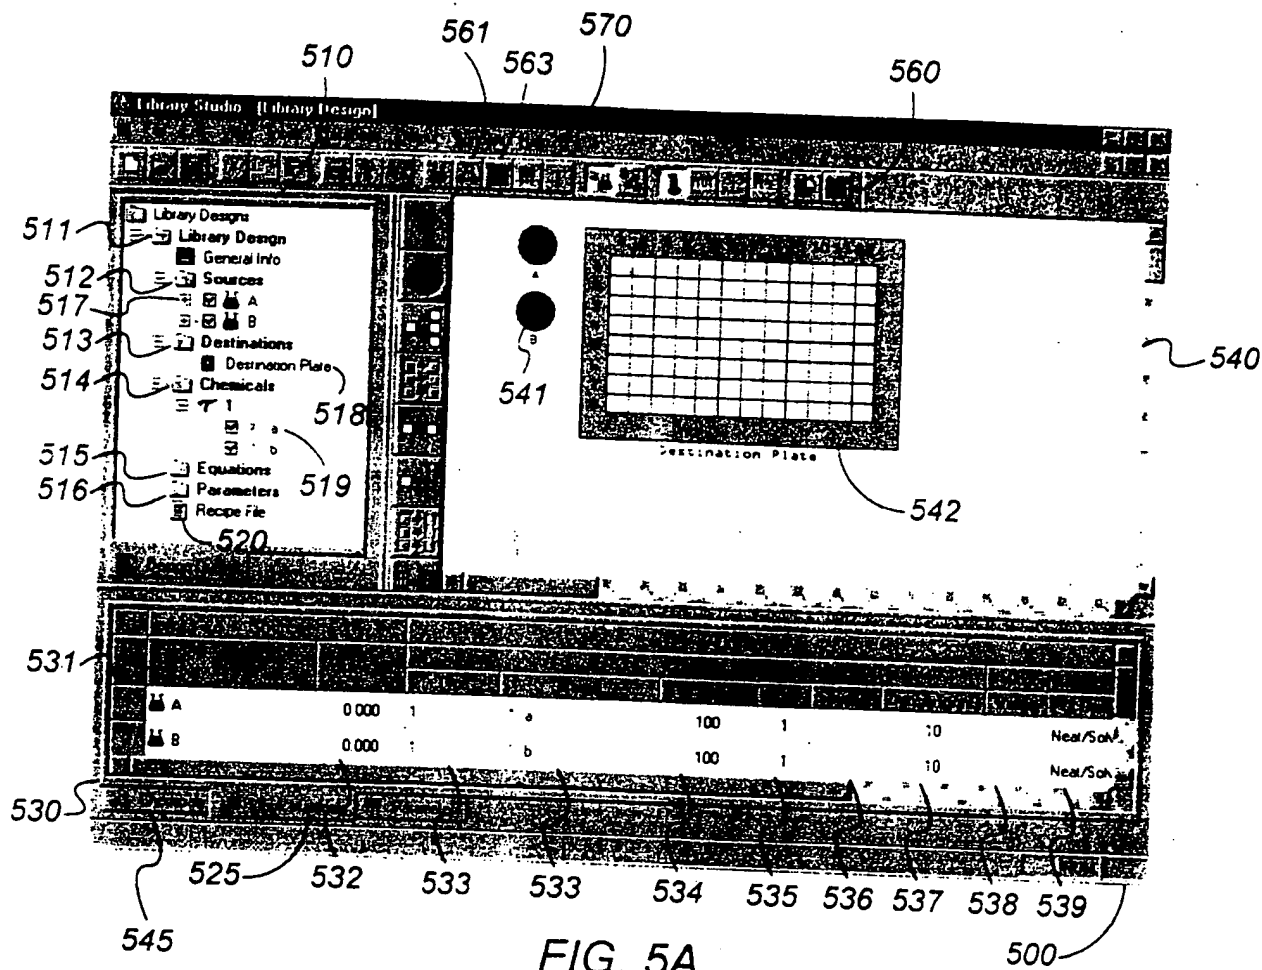 510
561
563
570
560
Library Studio [Library Design]
Library Designs
511
Library Design
General Info
512
Sources
517
A
B
513
Destinations
Destination Plate
514
Chemicals
1
518
a
b
519
515
Equations
516
Parameters
Recipe File
520
A
B
541
Destination Plate
542
540
531
A 0.000 1 a 100 1 10 Neat/Solv
B 0.000 b 100 1 10 Neat/Solv
530
525 532 533 533 534 535 536 537 538 539
545
500
FIG. 5A